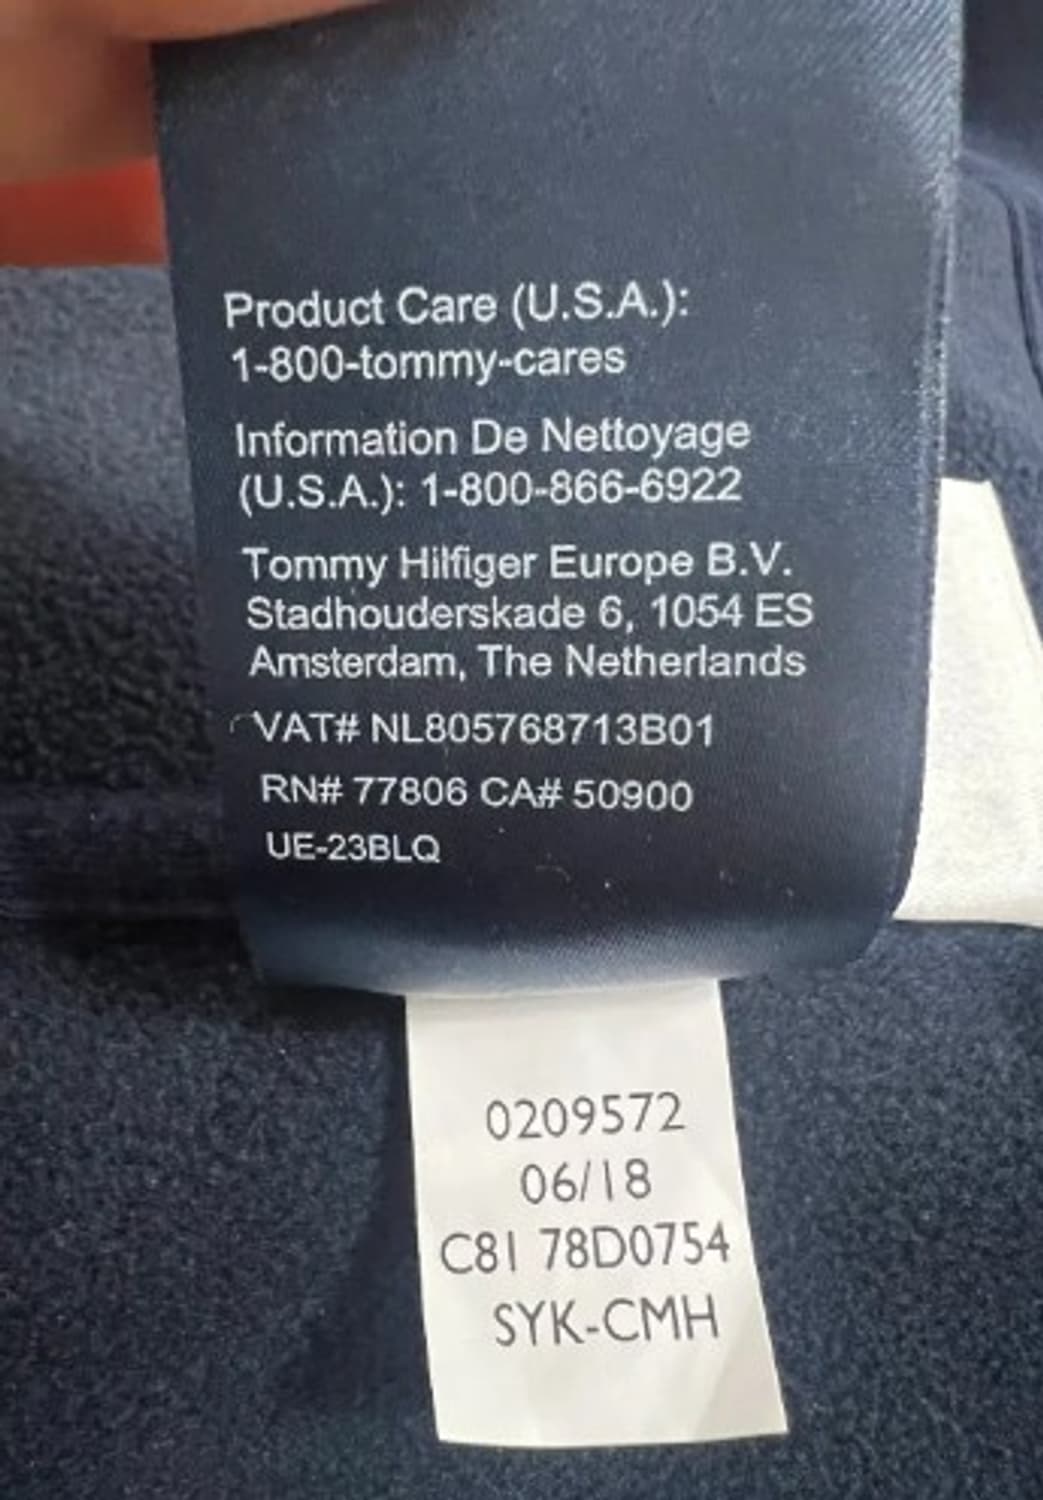 Product Care (U.S.A.):
1-800-tommy-cares
Information De Nettoyage
(U.S.A.): 1-800-866-6922
Tommy Hilfiger Europe B.V.
Stadhouderskade 6, 1054 ES
Amsterdam, The Netherlands
VAT# NL805768713B01
RN# 77806 CA# 50900
UE-23BLQ
0209572
06/18
C81 78D0754
SYK-CMH